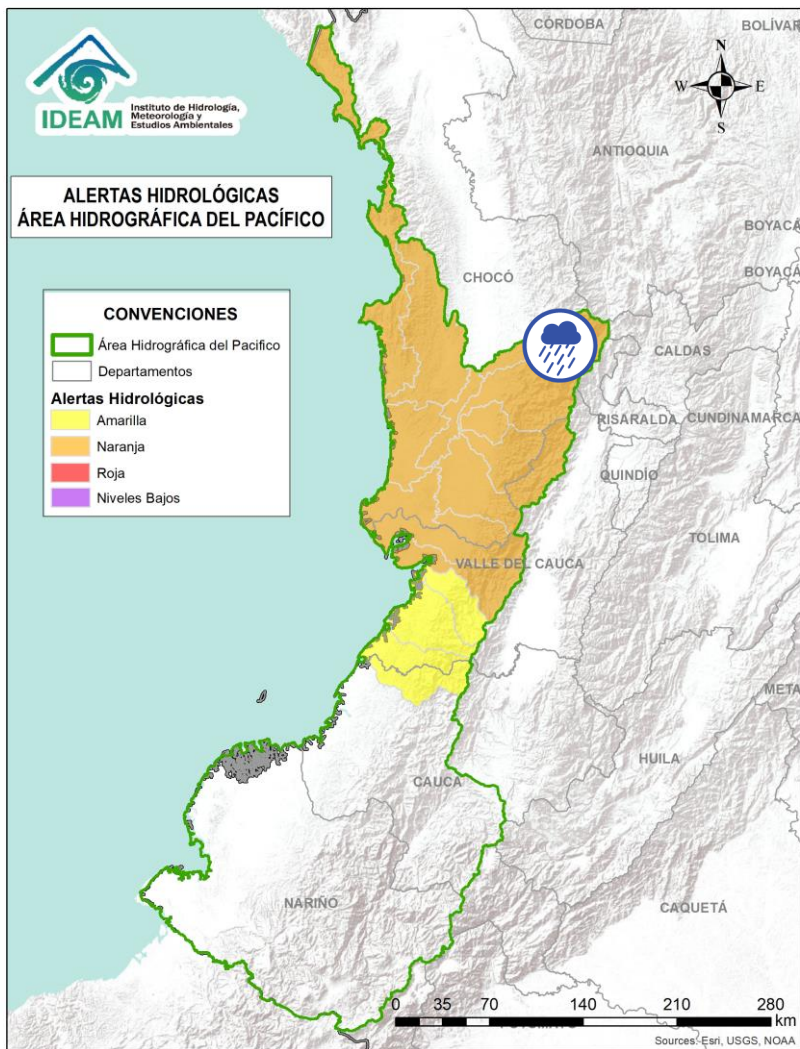 CÓRDOBA
BOLÍVAR
IDEAM
Instituto de Hidrología,
Meteorología y
Estudios Ambientales
N
W
E
S
ANTIOQUIA
ALERTAS HIDROLÓGICAS
ÁREA HIDROGRÁFICA DEL PACÍFICO
BOYACÁ
BOYACÁ
CHOCÓ
CONVENCIONES
Área Hidrográfica del Pacifico
Departamentos
Alertas Hidrológicas
Amarilla
Naranja
Roja
Niveles Bajos
CALDAS
RISARALDA
CUNDINAMARCA
QUINDÍO
TOLIMA
VALLE DEL CAUCA
META
HUILA
CAUCA
NARIÑO
CAQUETÁ
0 35 70 140 210 280
km
Sources: Esri, USGS, NOAA